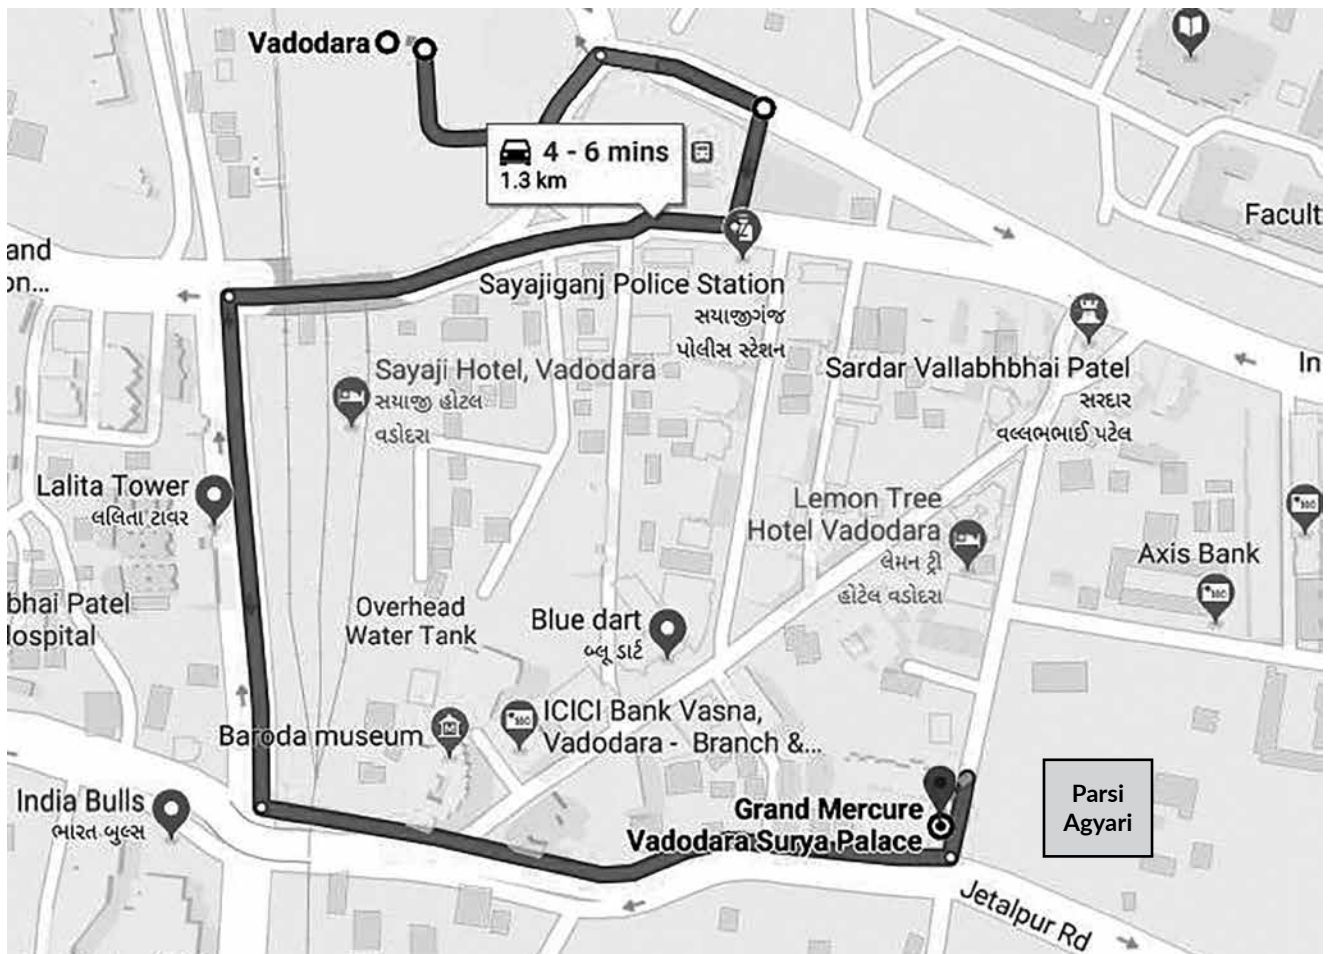 Vadodara
4 - 6 mins
1.3 km
Facult
and
on...
Sayajiganj Police Station
સયાજીગંજ
પોલીસ સ્ટેશન
Sardar Vallabhbhai Patel
સરદાર
વલ્લભભાઈ પટેલ
In
Sayaji Hotel, Vadodara
સયાજી હોટલ
વડોદરા
Lalita Tower
લલિતા ટાવર
Lemon Tree
Hotel Vadodara
લેમન ટ્રી
હોટેલ વડોદરા
Axis Bank
bhai Patel
Hospital
Overhead
Water Tank
Blue dart
બ્લૂ ડાર્ટ
Baroda museum
ICICI Bank Vasna,
Vadodara - Branch &...
India Bulls
ભારત બુલ્સ
Grand Mercure
Vadodara Surya Palace
Parsi
Agyari
Jetalpur Rd